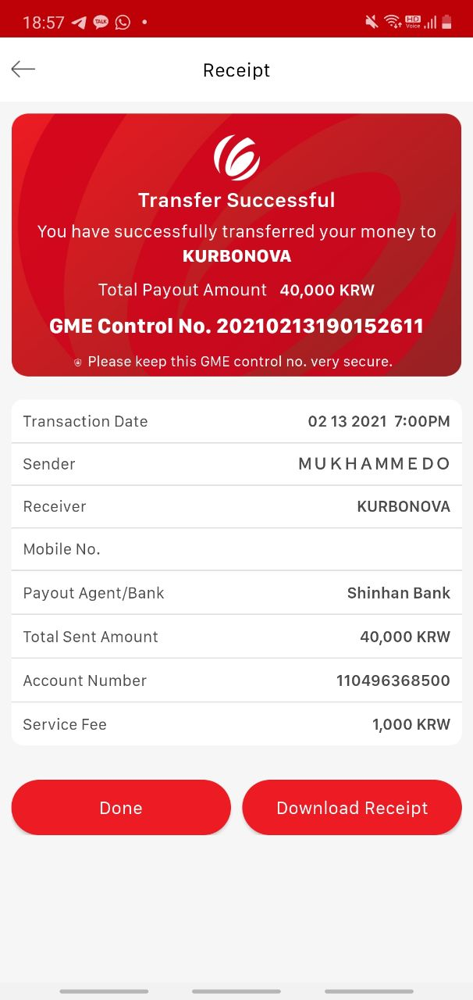 18:57 TALK HD Voice
Receipt
Transfer Successful
You have successfully transferred your money to
KURBONOVA
Total Payout Amount 40,000 KRW
GME Control No. 20210213190152611
Please keep this GME control no. very secure.
Transaction Date 02 13 2021 7:00PM
Sender MUKHAMMEDO
Receiver KURBONOVA
Mobile No.
Payout Agent/Bank Shinhan Bank
Total Sent Amount 40,000 KRW
Account Number 110496368500
Service Fee 1,000 KRW
Done Download Receipt